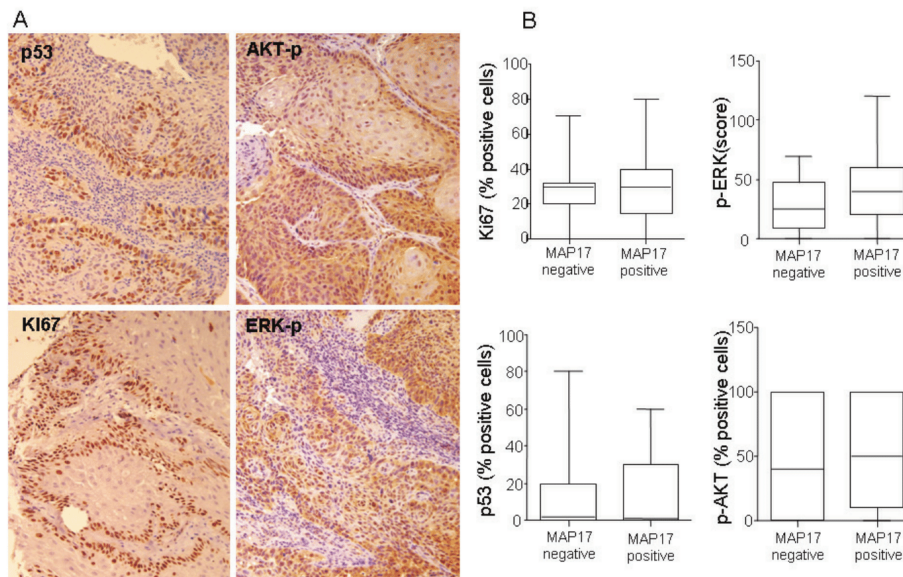 A
p53
AKT-p
KI67
ERK-p
B
Ki67 (% positive cells)
100
80
60
40
20
0
MAP17 negative
MAP17 positive
p-ERK(score)
150
100
50
0
MAP17 negative
MAP17 positive
p53 (% positive cells)
100
80
60
40
20
0
MAP17 negative
MAP17 positive
p-AKT (% positive cells)
150
100
50
0
MAP17 negative
MAP17 positive